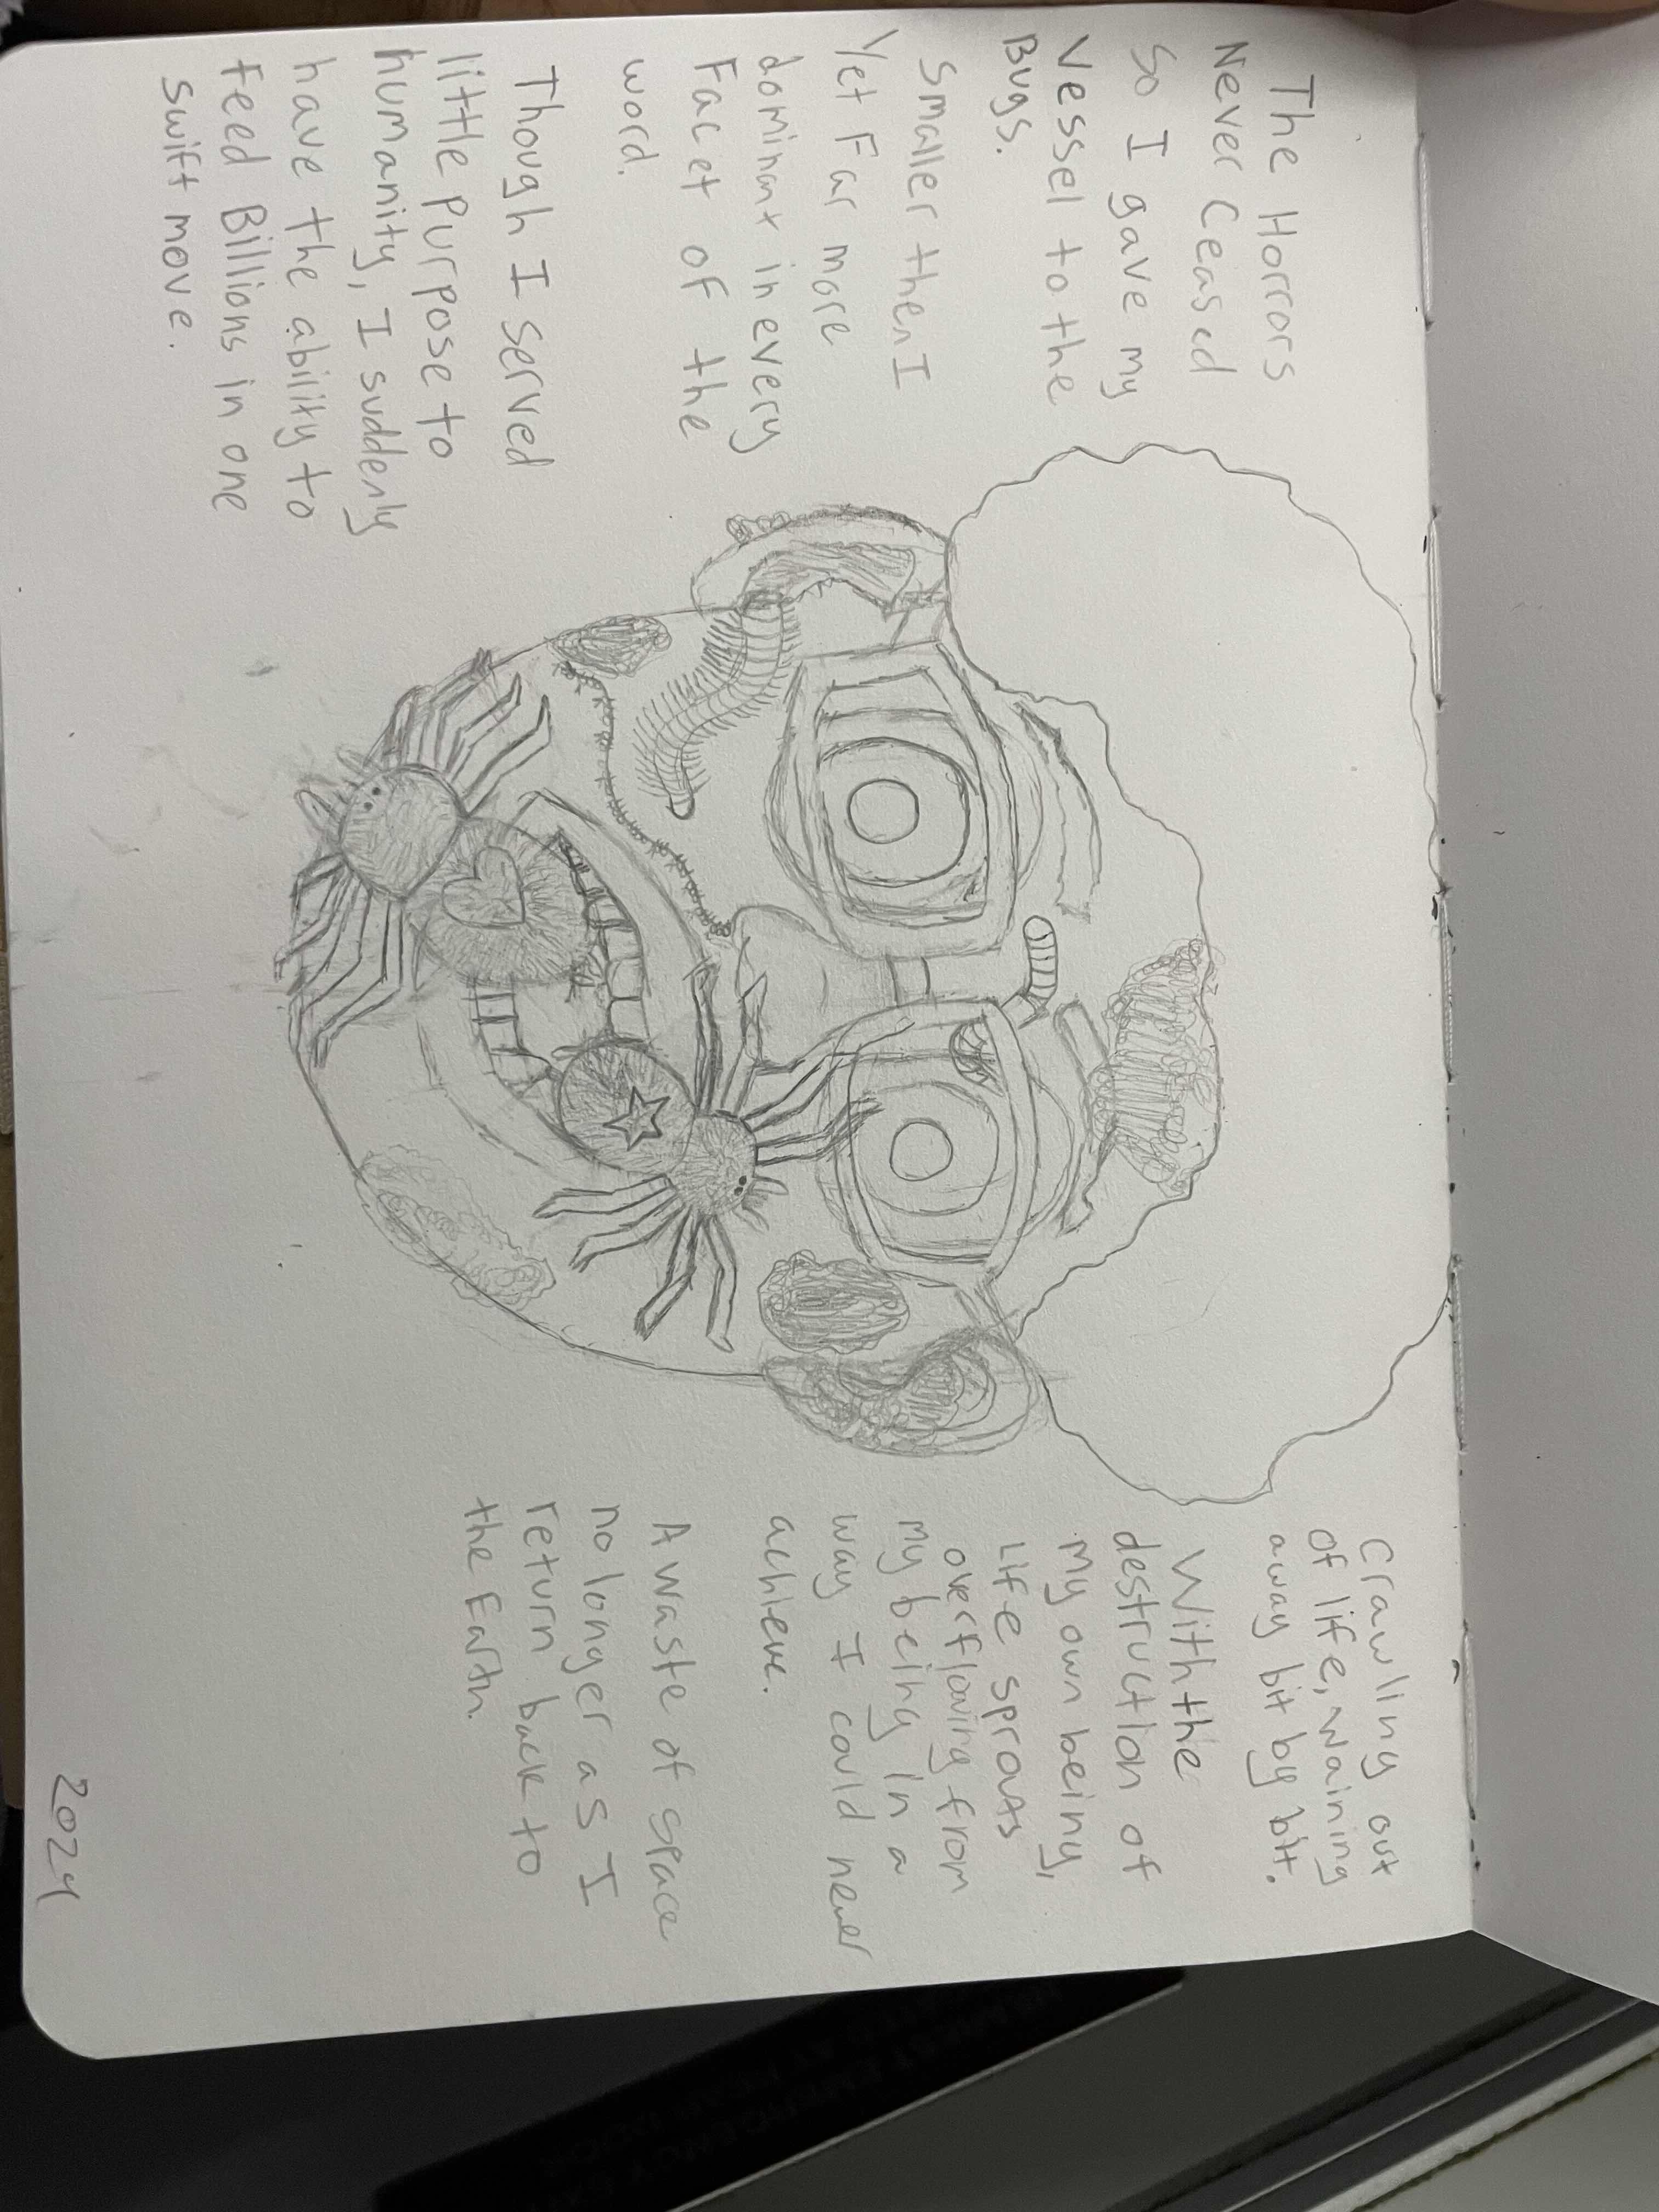 The Horrors
Never Ceased
So I gave my
Vessel to the
Bugs.
Smaller then I
Yet Far more
dominant in every
Facet of the
word.
Though I served
little purpose to
humanity, I suddenly
have the ability to
Feed Billions in one
swift move.
Crawling out
of life, waining
away bit by bit.
With the
destruction of
My own being,
Life sprouts
overflowing from
my being in a
way I could never
achieve.
A waste of space
no longer as I
return back to
the Earth.
2024